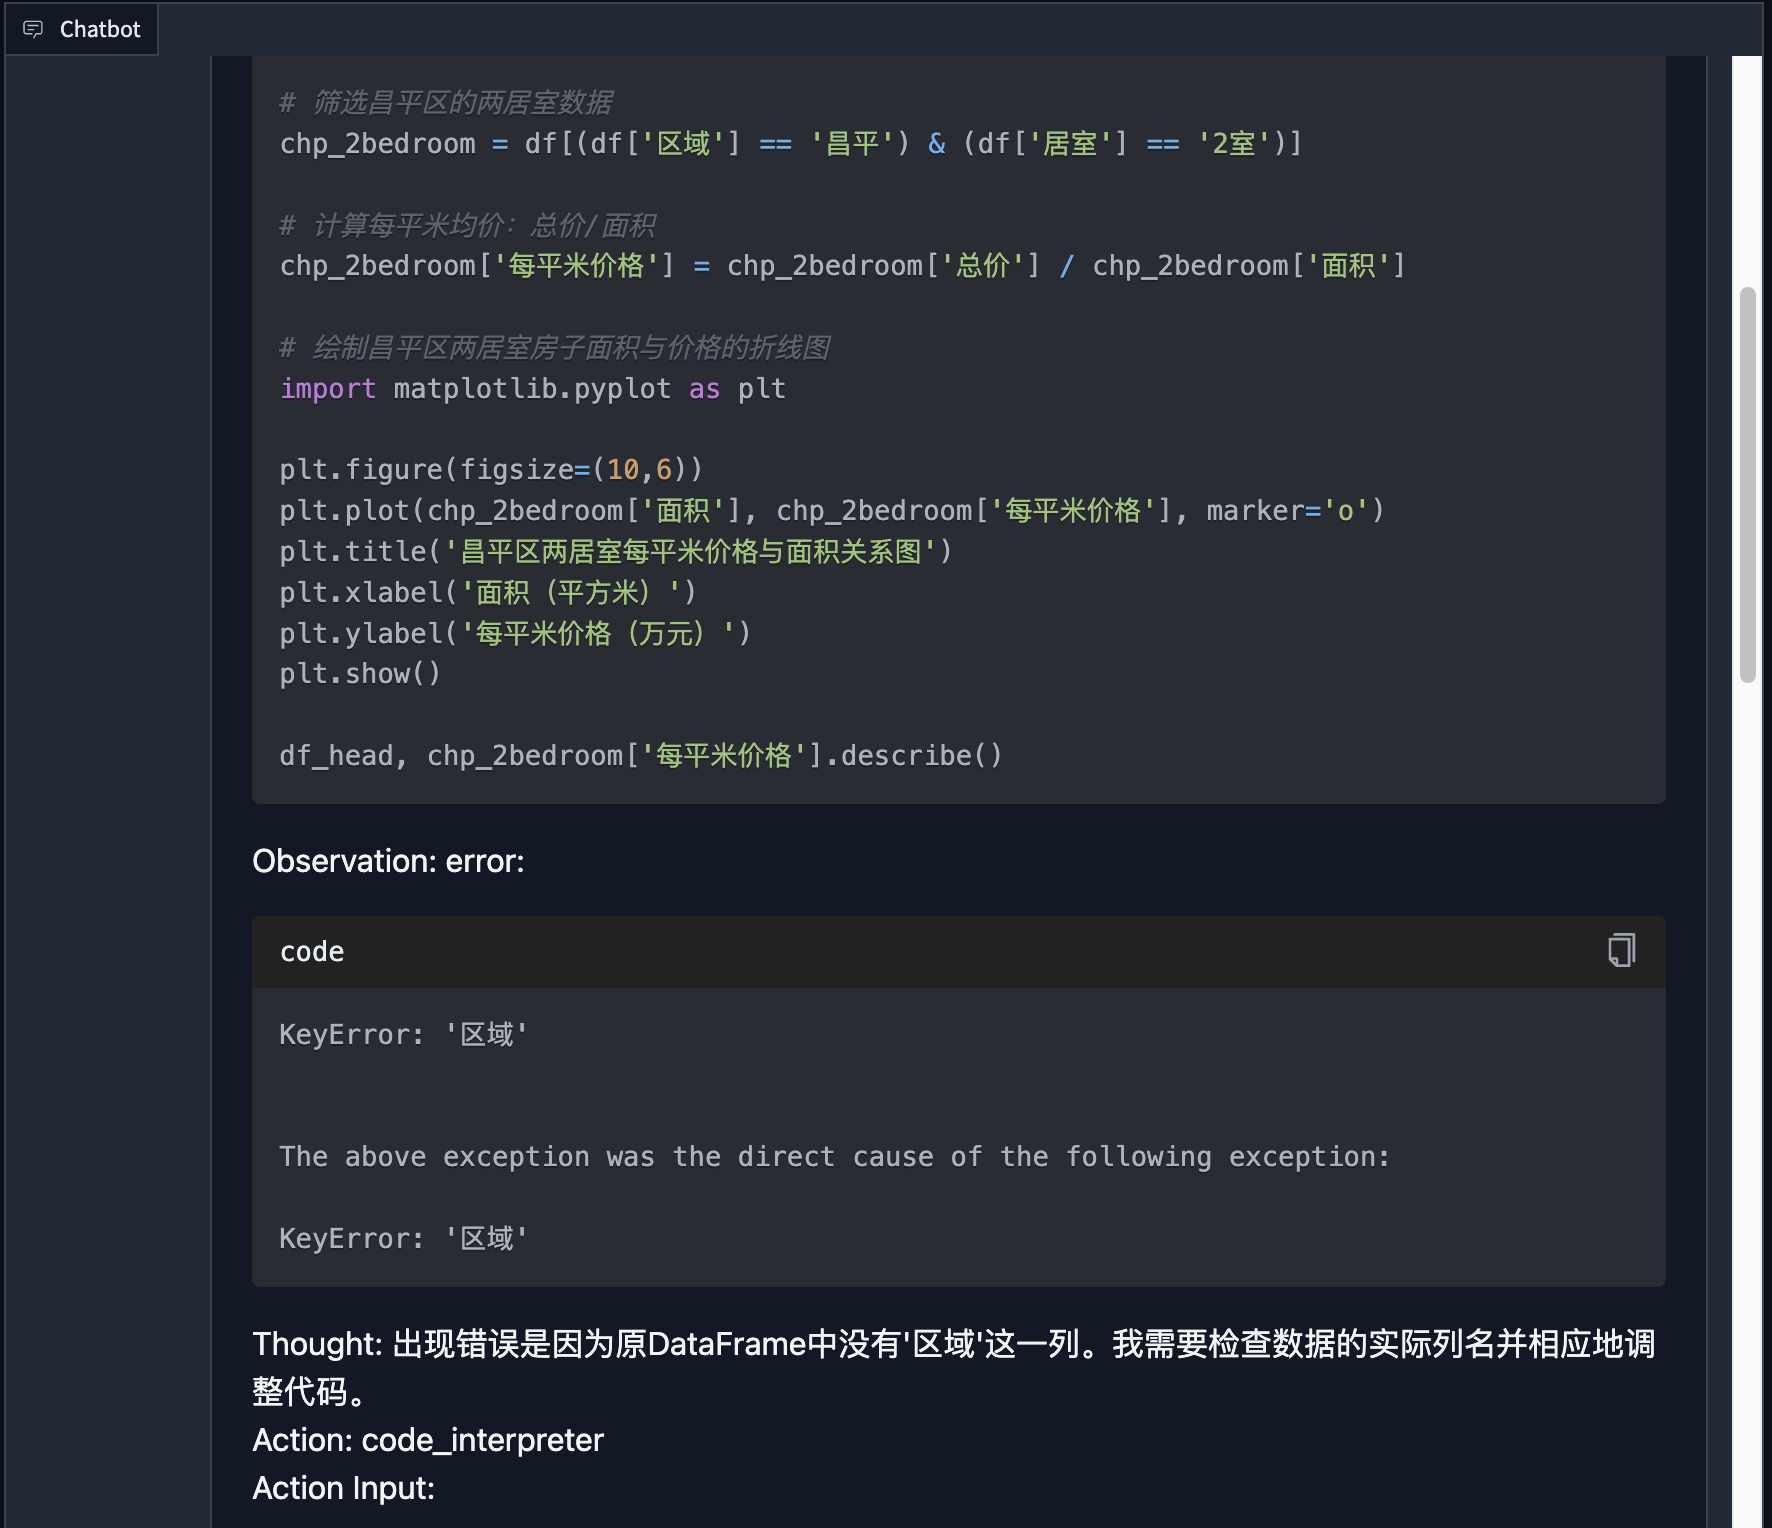 Chatbot
# 筛选昌平区的两居室数据
chp_2bedroom = df[(df['区域'] == '昌平') & (df['居室'] == '2室')]
# 计算每平米均价：总价/面积
chp_2bedroom['每平米价格'] = chp_2bedroom['总价'] / chp_2bedroom['面积']
# 绘制昌平区两居室房子面积与价格的折线图
import matplotlib.pyplot as plt
plt.figure(figsize=(10,6))
plt.plot(chp_2bedroom['面积'], chp_2bedroom['每平米价格'], marker='o')
plt.title('昌平区两居室每平米价格与面积关系图')
plt.xlabel('面积（平方米）')
plt.ylabel('每平米价格（万元）')
plt.show()
df_head, chp_2bedroom['每平米价格'].describe()
Observation: error:
code
KeyError: '区域'
The above exception was the direct cause of the following exception:
KeyError: '区域'
Thought: 出现错误是因为原DataFrame中没有'区域'这一列。我需要检查数据的实际列名并相应地调
整代码。
Action: code_interpreter
Action Input: